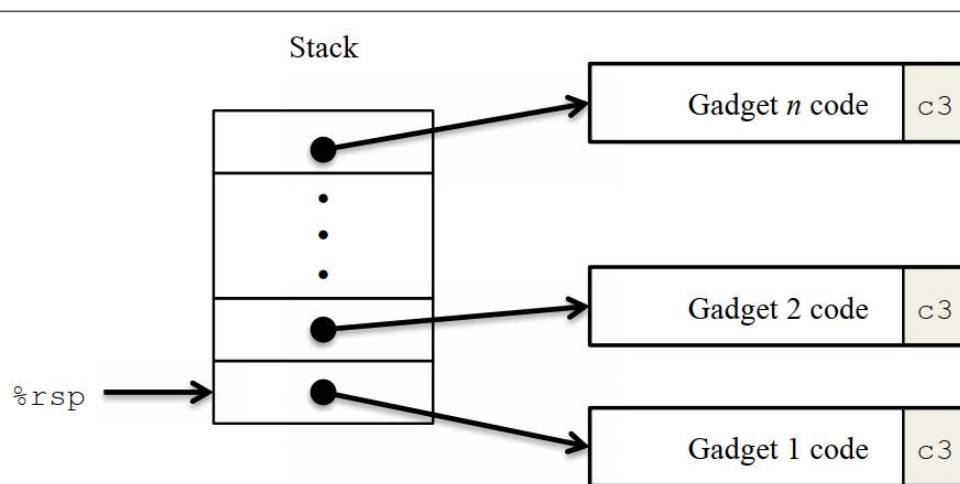 Stack
Gadget n code c3
Gadget 2 code c3
%rsp
Gadget 1 code c3